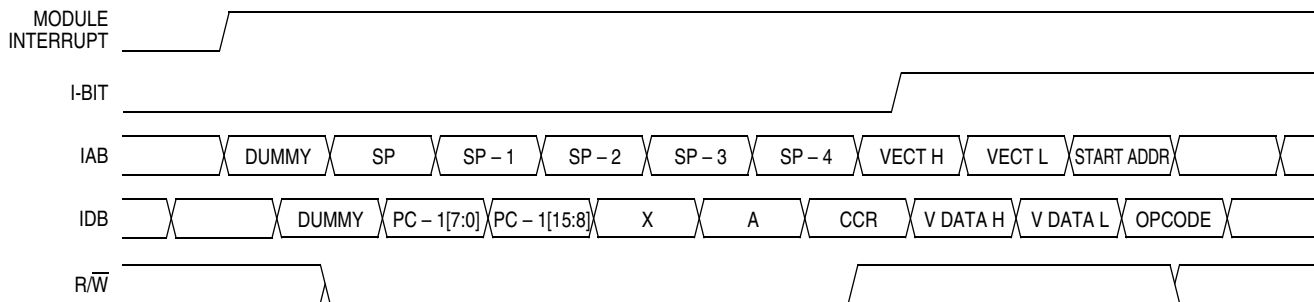 MODULE
INTERRUPT
I-BIT
IAB DUMMY SP SP – 1 SP – 2 SP – 3 SP – 4 VECT H VECT L START ADDR
IDB DUMMY PC – 1[7:0] PC – 1[15:8] X A CCR V DATA H V DATA L OPCODE
R/W̅